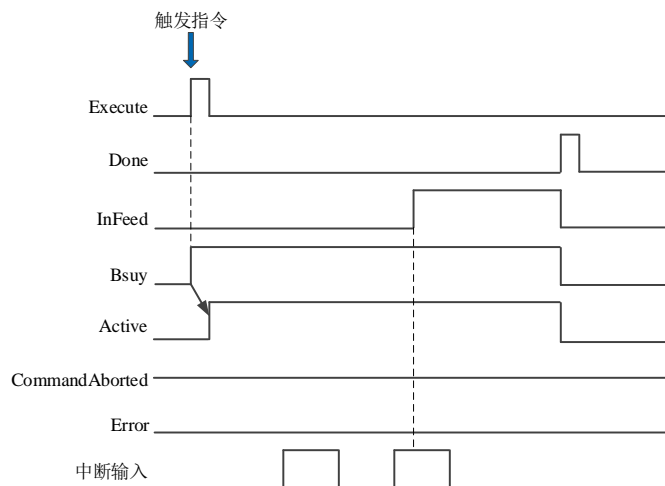 触发指令
Execute
Done
InFeed
Bsuy
Active
CommandAborted
Error
中断输入